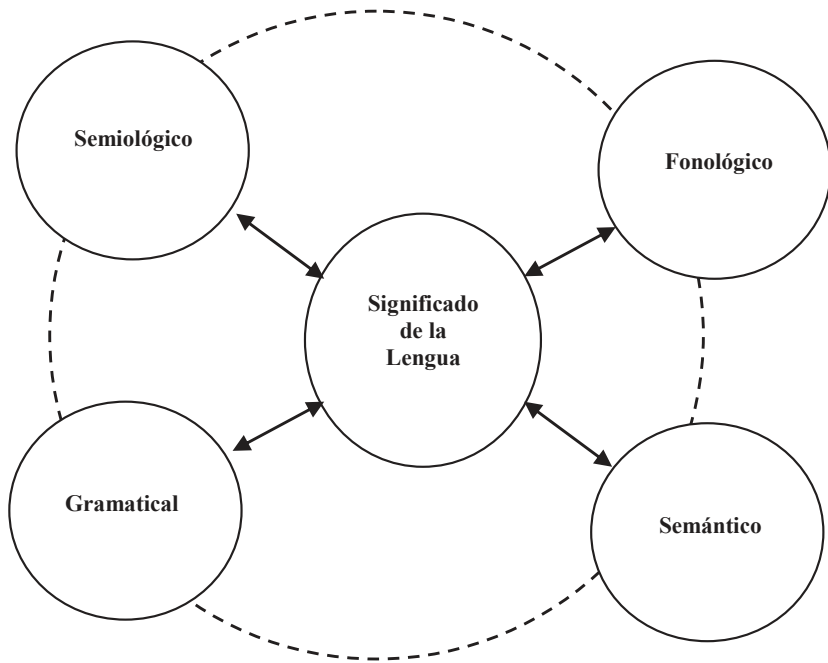 Semiológico
Fonológico
Significado
de la
Lengua
Gramatical
Semántico